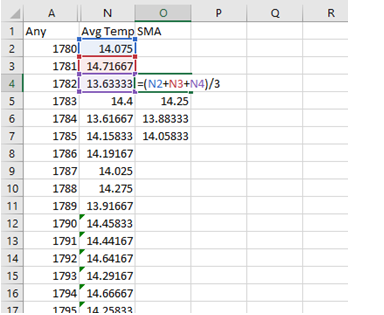 A N O P Q R
1 Any Avg Temp SMA
2 1780 14.075
3 1781 14.71667
4 1782 13.63333 =(N2+N3+N4)/3
5 1783 14.4 14.25
6 1784 13.61667 13.88333
7 1785 14.15833 14.05833
8 1786 14.19167
9 1787 14.025
10 1788 14.275
11 1789 13.91667
12 1790 14.45833
13 1791 14.44167
14 1792 14.64167
15 1793 14.29167
16 1794 14.66667
17 1795 14.25833